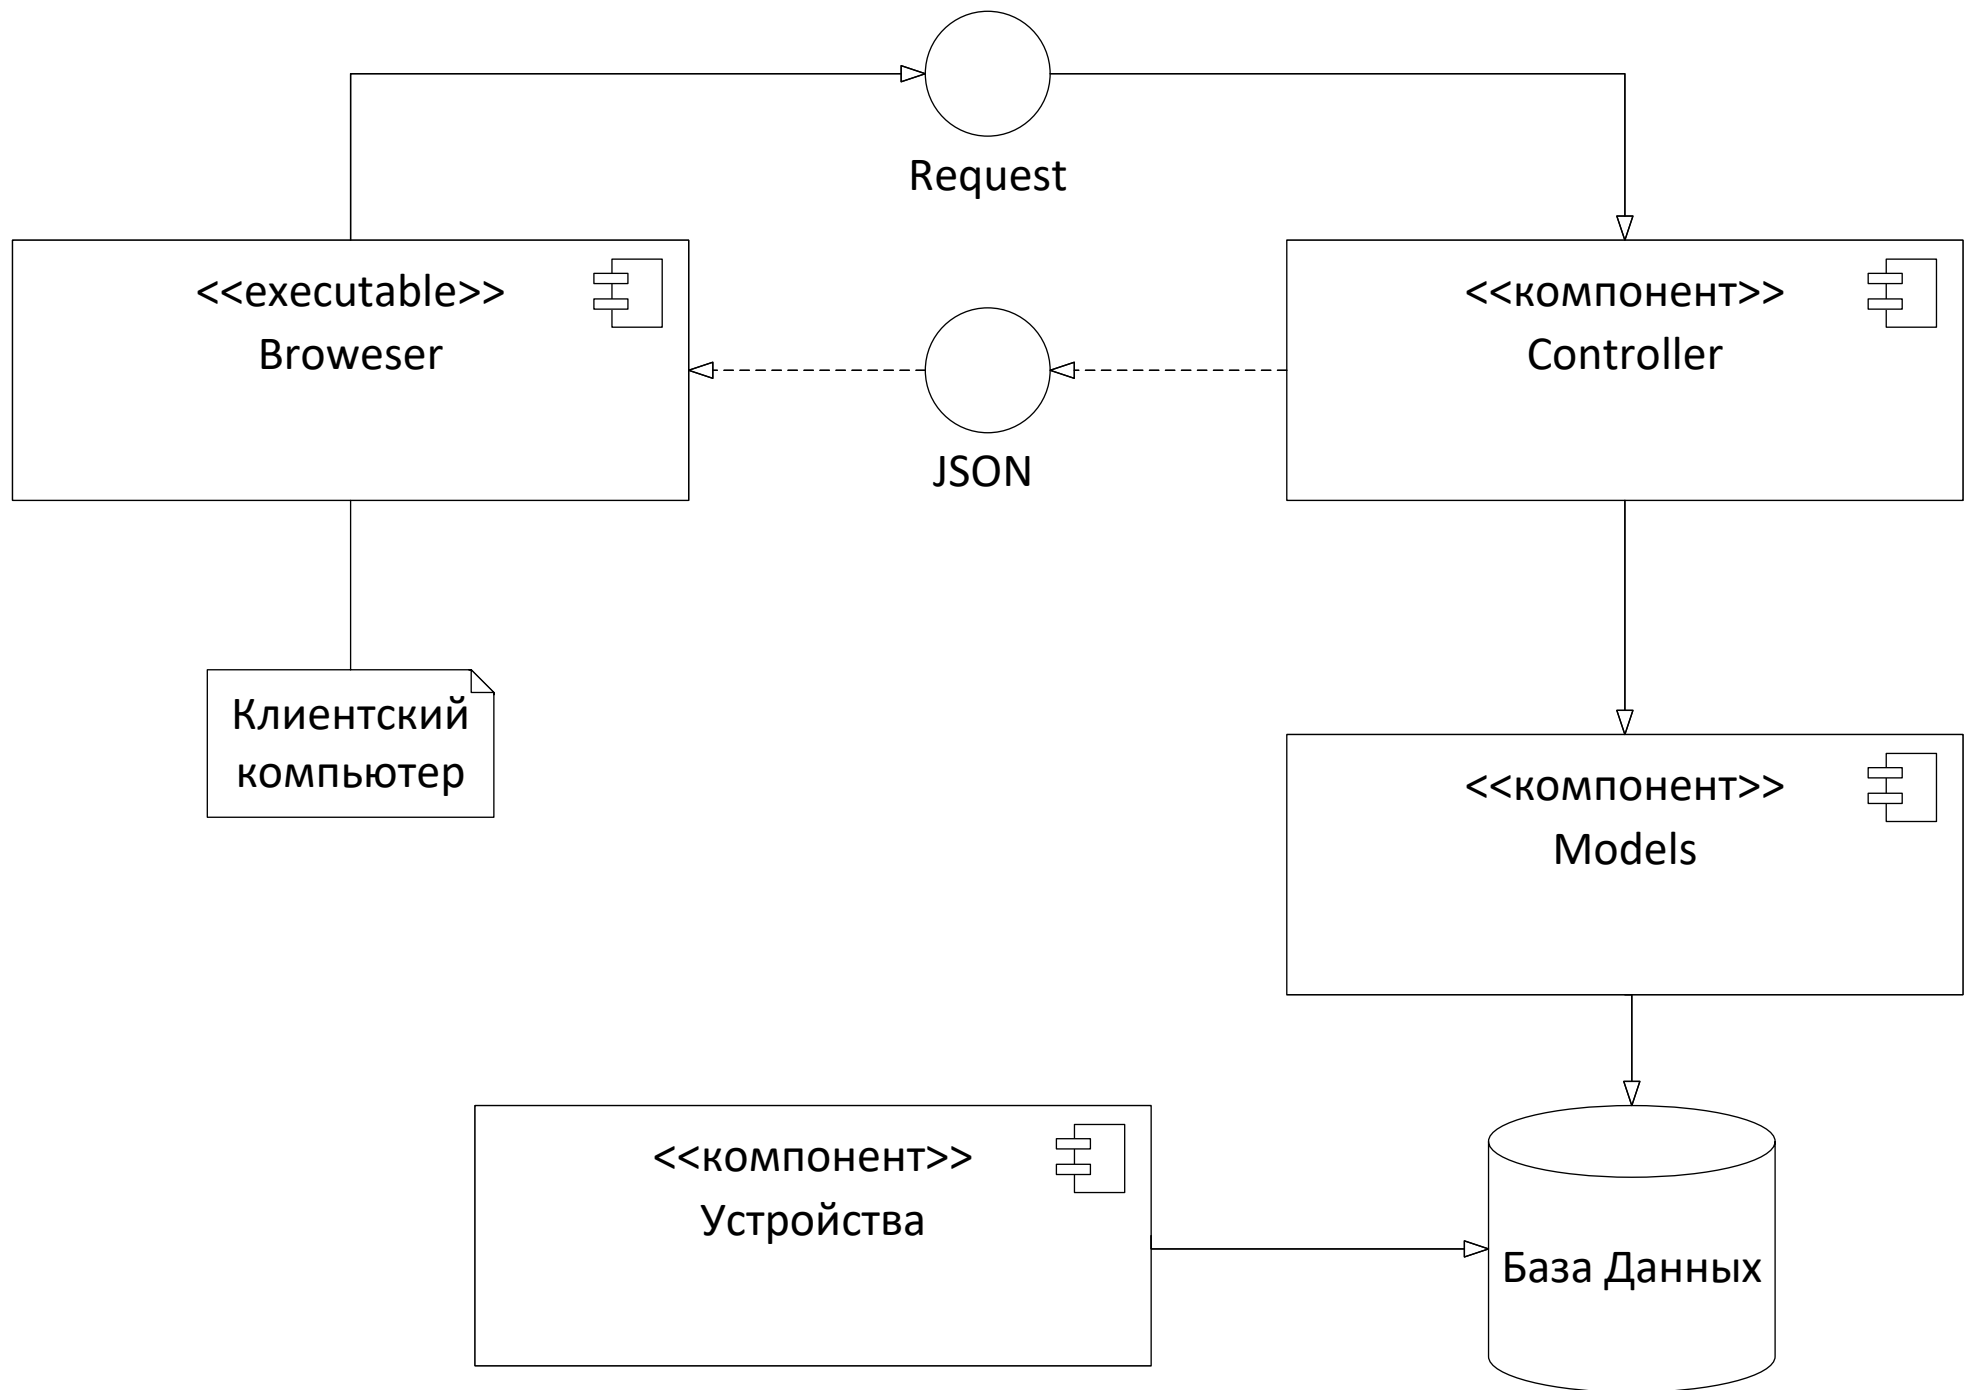 Request
<<executable>>
Broweser
<<компонент>>
Controller
JSON
Клиентский
компьютер
<<компонент>>
Models
<<компонент>>
Устройства
База Данных